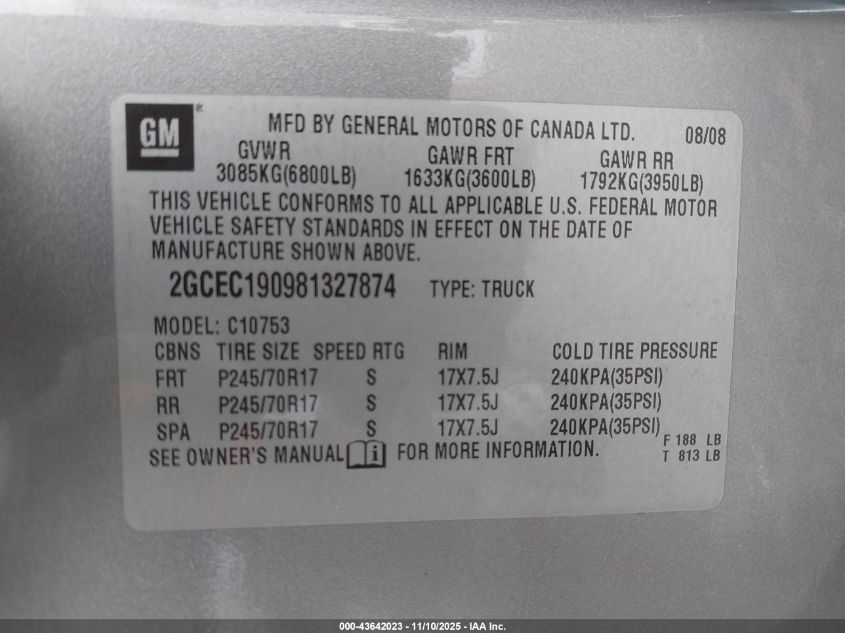 GM®
MFD BY GENERAL MOTORS OF CANADA LTD. 08/08
GVWR GAWR FRT GAWR RR
3085KG(6800LB) 1633KG(3600LB) 1792KG(3950LB)
THIS VEHICLE CONFORMS TO ALL APPLICABLE U.S. FEDERAL MOTOR
VEHICLE SAFETY STANDARDS IN EFFECT ON THE DATE OF
MANUFACTURE SHOWN ABOVE.
2GCEC190981327874 TYPE: TRUCK
MODEL: C10753
CBNS TIRE SIZE SPEED RTG RIM COLD TIRE PRESSURE
FRT P245/70R17 S 17X7.5J 240KPA(35PSI)
RR P245/70R17 S 17X7.5J 240KPA(35PSI)
SPA P245/70R17 S 17X7.5J 240KPA(35PSI)
F 188 LB
SEE OWNER'S MANUAL i FOR MORE INFORMATION.
T 813 LB
000-43642023 — 11/10/2025 — IAA Inc.